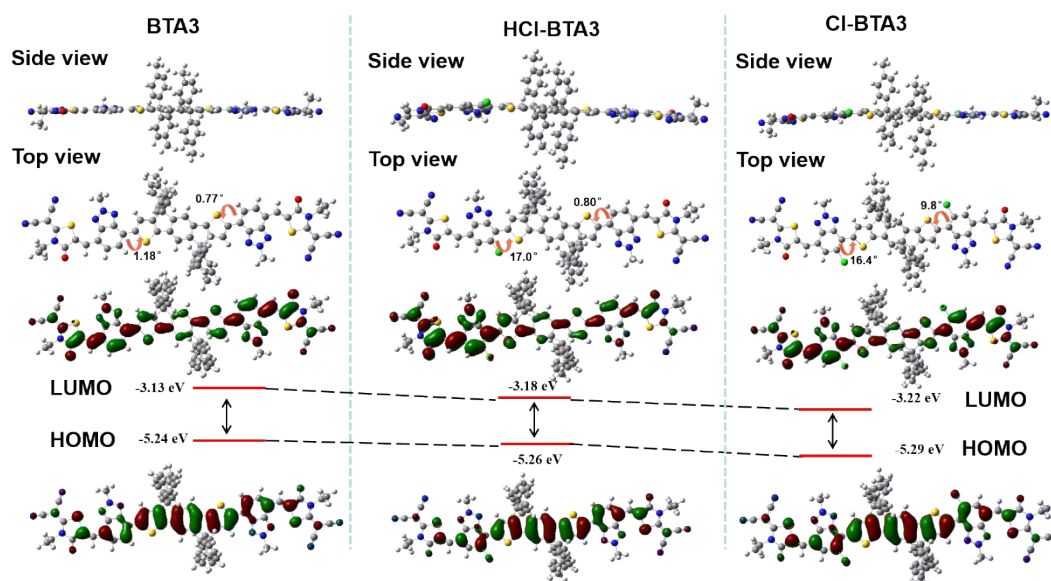 BTA3
HCl-BTA3
Cl-BTA3
Side view
Side view
Side view
Top view
Top view
Top view
0.77°
1.18°
0.80°
17.0°
9.8°
16.4°
LUMO
-3.13 eV
-3.18 eV
-3.22 eV
LUMO
HOMO
-5.24 eV
-5.26 eV
-5.29 eV
HOMO